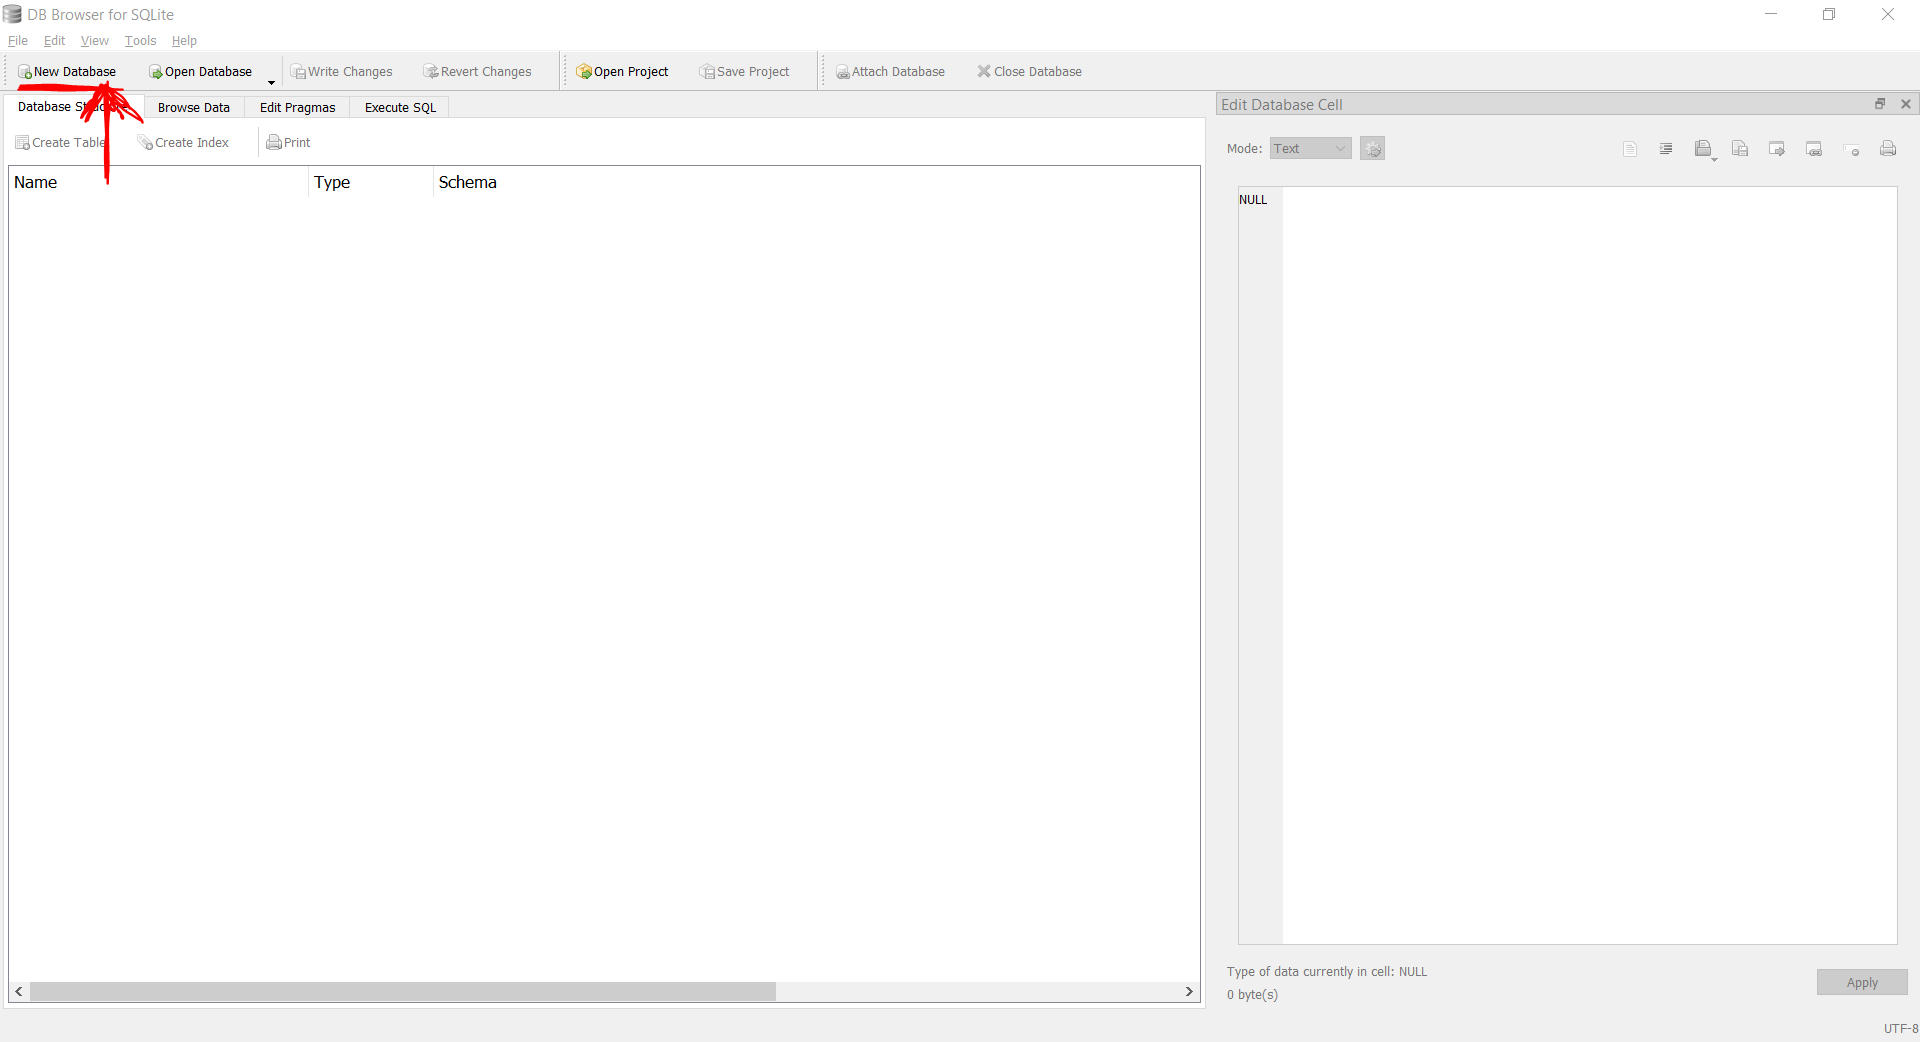 DB Browser for SQLite
File Edit View Tools Help
New Database Open Database Write Changes Revert Changes Open Project Save Project Attach Database Close Database
Database Structure Browse Data Edit Pragmas Execute SQL
Edit Database Cell
Create Table Create Index Print
Mode: Text
Name Type Schema
NULL
Type of data currently in cell: NULL
0 byte(s)
Apply
UTF-8